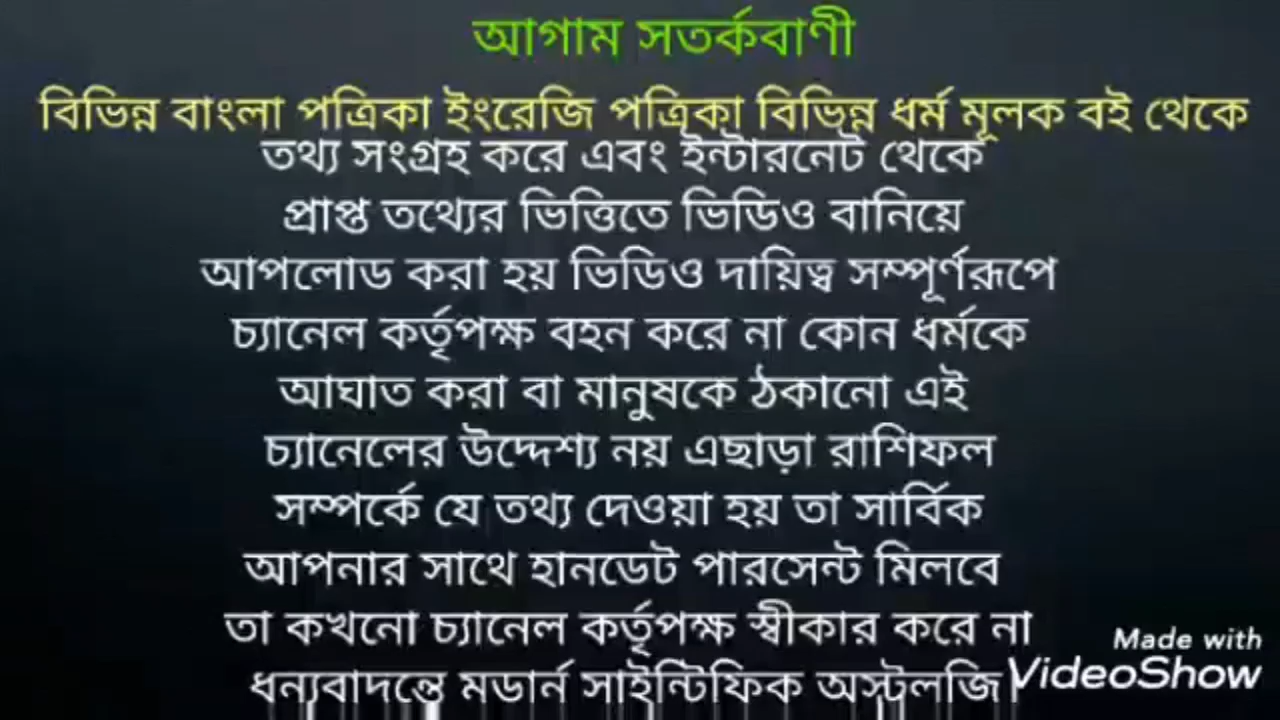 আগাম সতর্কবাণী
বিভিন্ন বাংলা পত্রিকা ইংরেজি পত্রিকা বিভিন্ন ধর্ম মূলক বই থেকে
তথ্য সংগ্রহ করে এবং ইন্টারনেট থেকে
প্রাপ্ত তথ্যের ভিত্তিতে ভিডিও বানিয়ে
আপলোড করা হয় ভিডিও দায়িত্ব সম্পূর্ণরূপে
চ্যানেল কর্তৃপক্ষ বহন করে না কোন ধর্মকে
আঘাত করা বা মানুষকে ঠকানো এই
চ্যানেলের উদ্দেশ্য নয় এছাড়া রাশিফল
সম্পর্কে যে তথ্য দেওয়া হয় তা সার্বিক
আপনার সাথে হানডেট পারসেন্ট মিলবে
তা কখনো চ্যানেল কর্তৃপক্ষ স্বীকার করে না
ধন্যবাদন্তে মডার্ন সাইন্টিফিক অস্ট্রলজি।
Made with
VideoShow